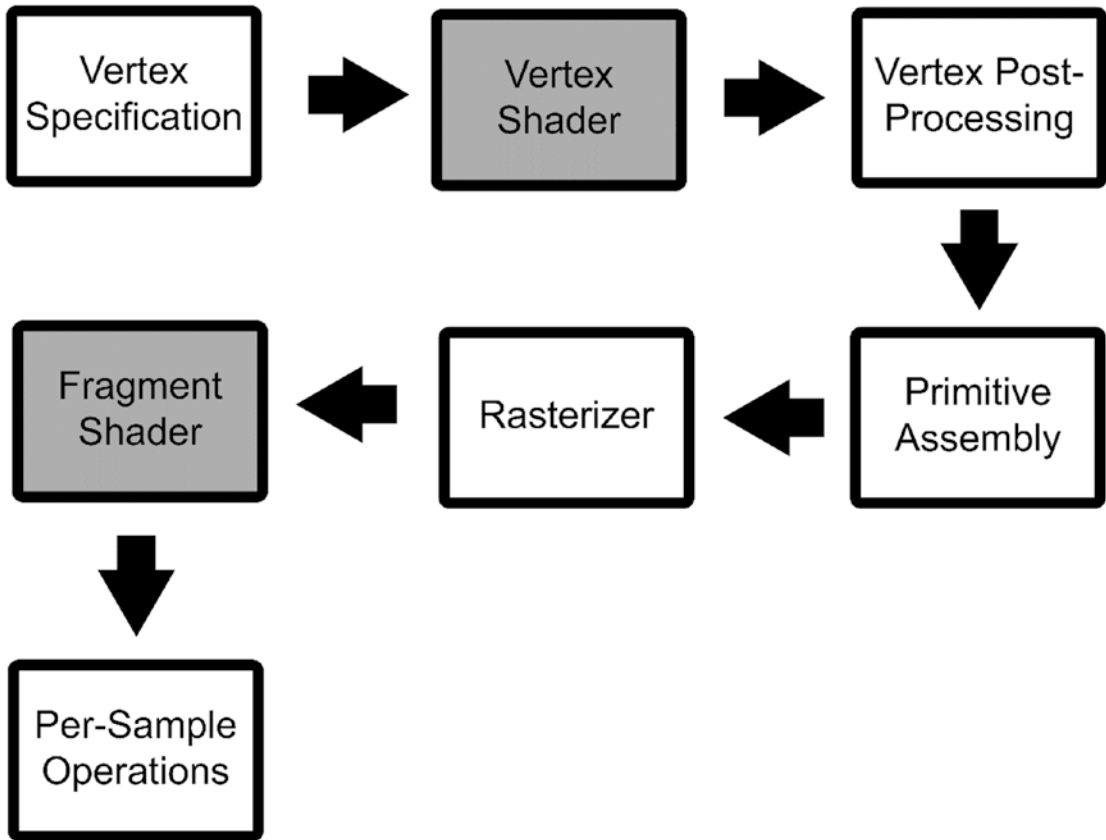 Vertex
Specification
Vertex
Shader
Vertex Post-
Processing
Primitive
Assembly
Rasterizer
Fragment
Shader
Per-Sample
Operations